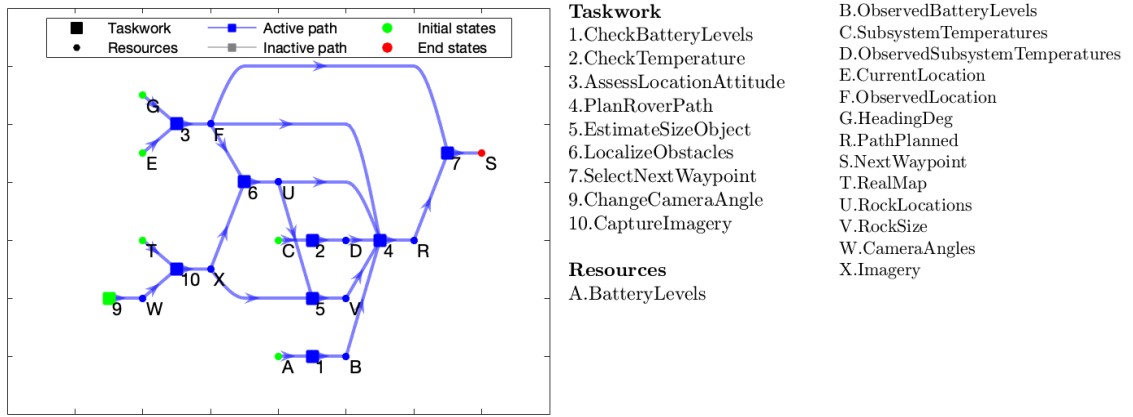 Taskwork Active path Initial states
Resources Inactive path End states
G
3 F
E
7 S
6 U
T C 2 D 4 R
10 X
9 W 5 V
A 1 B
Taskwork
1.CheckBatteryLevels
2.CheckTemperature
3.AssessLocationAttitude
4.PlanRoverPath
5.EstimateSizeObject
6.LocalizeObstacles
7.SelectNextWaypoint
9.ChangeCameraAngle
10.CaptureImagery
Resources
A.BatteryLevels
B.ObservedBatteryLevels
C.SubsystemTemperatures
D.ObservedSubsystemTemperatures
E.CurrentLocation
F.ObservedLocation
G.HeadingDeg
R.PathPlanned
S.NextWaypoint
T.RealMap
U.RockLocations
V.RockSize
W.CameraAngles
X.Imagery